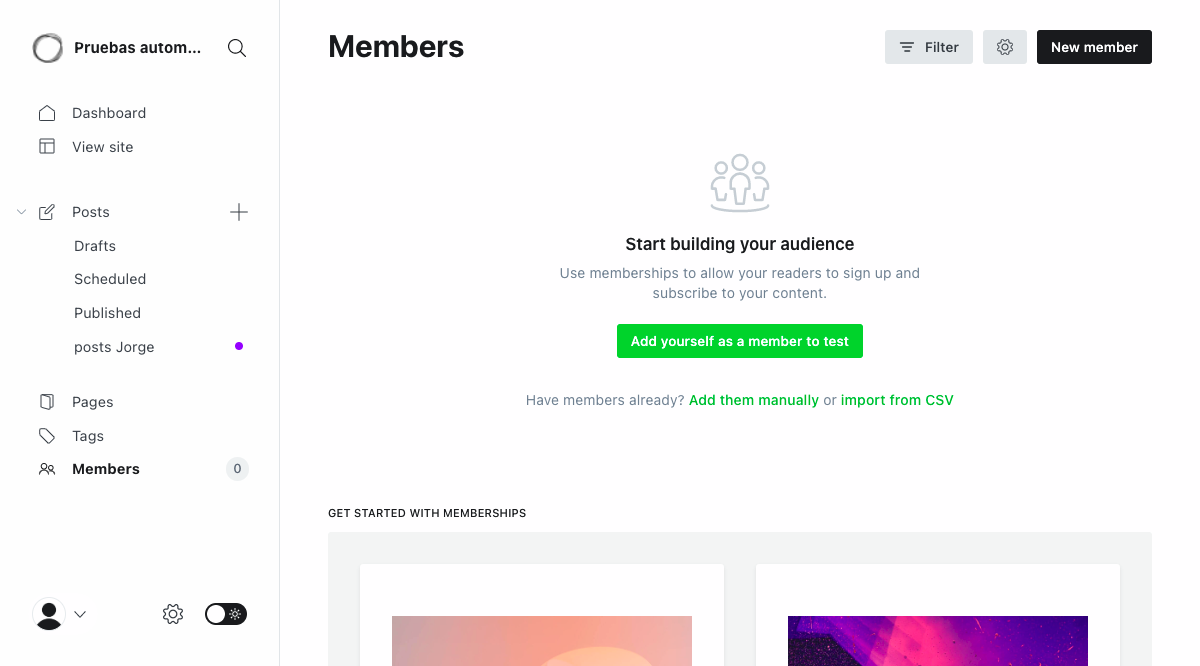 Pruebas autom...
Dashboard
View site
Posts
Drafts
Scheduled
Published
posts Jorge
Pages
Tags
Members
0
Members
Filter
New member
Start building your audience
Use memberships to allow your readers to sign up and
subscribe to your content.
Add yourself as a member to test
Have members already? Add them manually or import from CSV
GET STARTED WITH MEMBERSHIPS